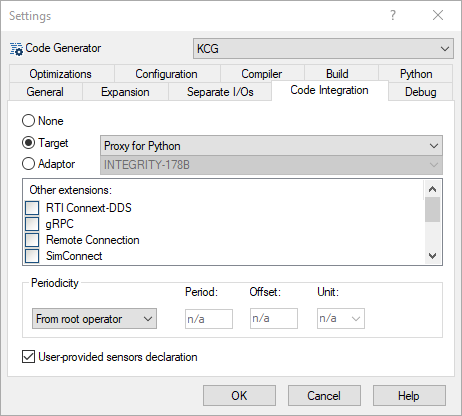 Settings
?
Code Generator KCG
Optimizations Configuration Compiler Build Python
General Expansion Separate I/Os Code Integration Debug
None
Target Proxy for Python
Adaptor INTEGRITY-178B
Other extensions:
RTI Connext-DDS
gRPC
Remote Connection
SimConnect
Periodicity Period: Offset: Unit:
From root operator n/a n/a n/a
User-provided sensors declaration
OK Cancel Help